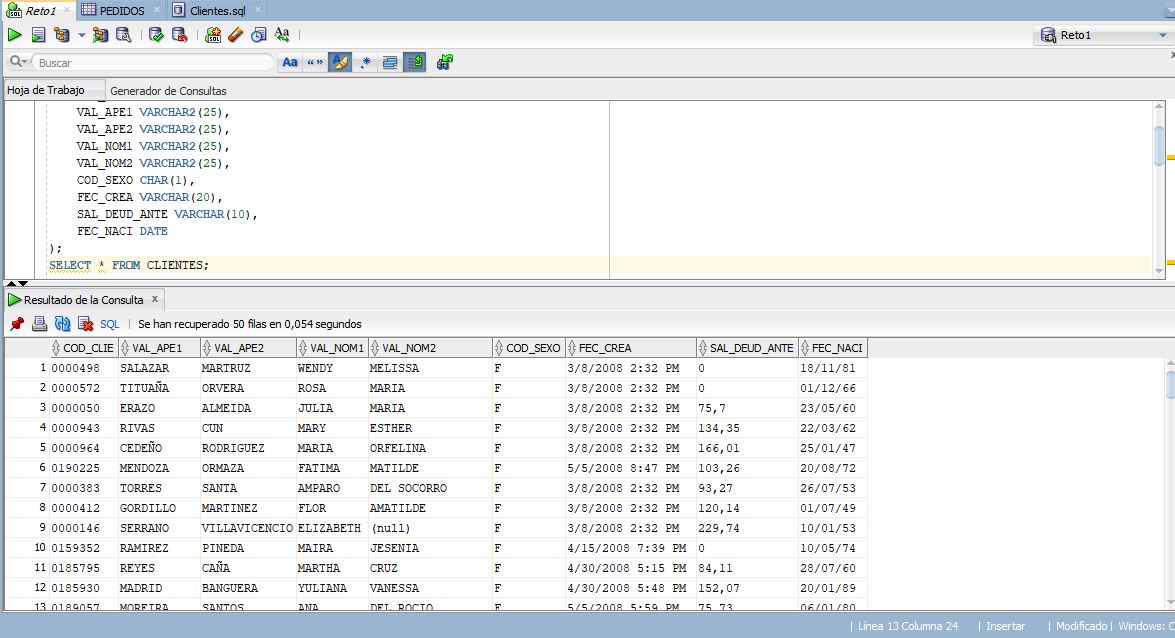 Reto1 PEDIDOS Clientes.sql
Reto1
Buscar
Aa “” .*
Hoja de Trabajo Generador de Consultas
VAL_APE1 VARCHAR2(25),
VAL_APE2 VARCHAR2(25),
VAL_NOM1 VARCHAR2(25),
VAL_NOM2 VARCHAR2(25),
COD_SEXO CHAR(1),
FEC_CREA VARCHAR(20),
SAL_DEUD_ANTE VARCHAR(10),
FEC_NACI DATE
);
SELECT * FROM CLIENTES;
Resultado de la Consulta x
SQL | Se han recuperado 50 filas en 0,054 segundos
COD_CLIE VAL_APE1 VAL_APE2 VAL_NOM1 VAL_NOM2 COD_SEXO FEC_CREA SAL_DEUD_ANTE FEC_NACI
1 0000498 SALAZAR MARTRUZ WENDY MELISSA F 3/8/2008 2:32 PM 0 18/11/81
2 0000572 TITUAÑA ORVERA ROSA MARIA F 3/8/2008 2:32 PM 0 01/12/66
3 0000050 ERAZO ALMEIDA JULIA MARIA F 3/8/2008 2:32 PM 75,7 23/05/60
4 0000943 RIVAS CUN MARY ESTHER F 3/8/2008 2:32 PM 134,35 22/03/62
5 0000964 CEDEÑO RODRIGUEZ MARIA ORFELINA F 3/8/2008 2:32 PM 166,01 25/01/47
6 0190225 MENDOZA ORMAZA FATIMA MATILDE F 5/5/2008 8:47 PM 103,26 20/08/72
7 0000383 TORRES SANTA AMPARO DEL SOCORRO F 3/8/2008 2:32 PM 93,27 26/07/53
8 0000412 GORDILLO MARTINEZ FLOR AMATILDE F 3/8/2008 2:32 PM 120,14 01/07/49
9 0000146 SERRANO VILLAVICENCIO ELIZABETH (null) F 3/8/2008 2:32 PM 229,74 10/01/53
10 0159352 RAMIREZ PINEDA MAIRA JESENIA F 4/15/2008 7:39 PM 0 10/05/74
11 0185795 REYES CAÑA MARTHA CRUZ F 4/30/2008 5:15 PM 84,11 28/07/60
12 0185930 MADRID BANGUERA YULIANA VANESSA F 4/30/2008 5:48 PM 152,07 20/01/89
13 0189057 MOREIRA SANTOS ANA DEL ROCIO F 5/5/2008 5:59 PM 75,73 06/01/80
| Línea 13 Columna 24 | Insertar | Modificado | Windows: